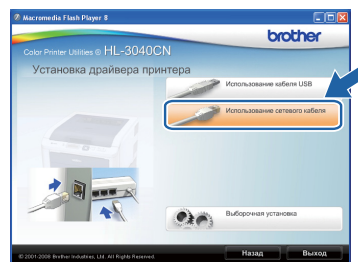 Macromedia Flash Player 8
brother
Color Printer Utilities ® HL-3040CN
Установка драйвера принтера
Использование кабеля USB
Использование сетевого кабеля
Выборочная установка
© 2001-2008 Brother Industries, Ltd. All Rights Reserved.
Назад
Выход